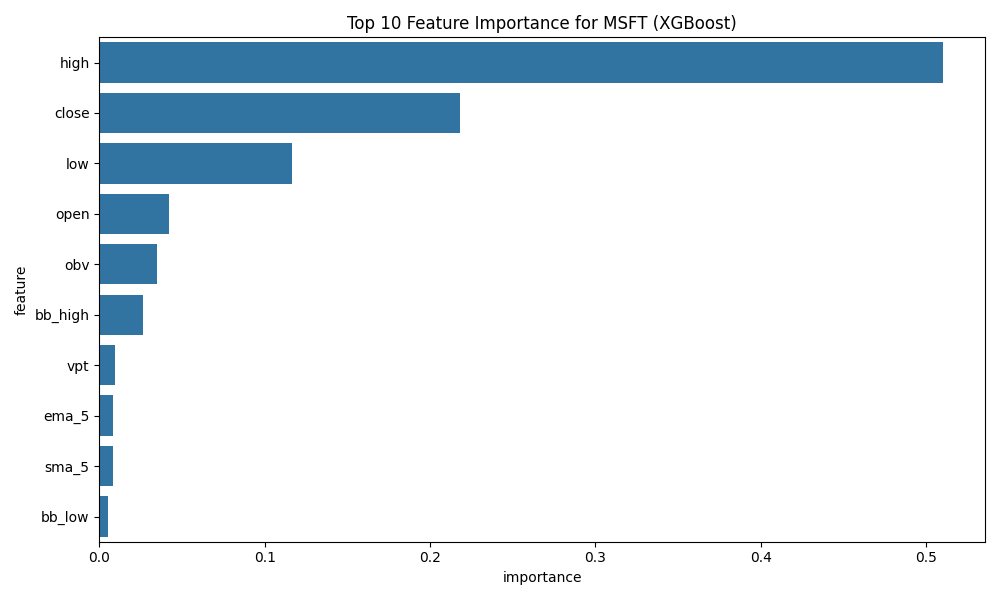 Top 10 Feature Importance for MSFT (XGBoost)
high
close
low
open
obv
bb_high
vpt
ema_5
sma_5
bb_low
feature
0.0 0.1 0.2 0.3 0.4 0.5
importance